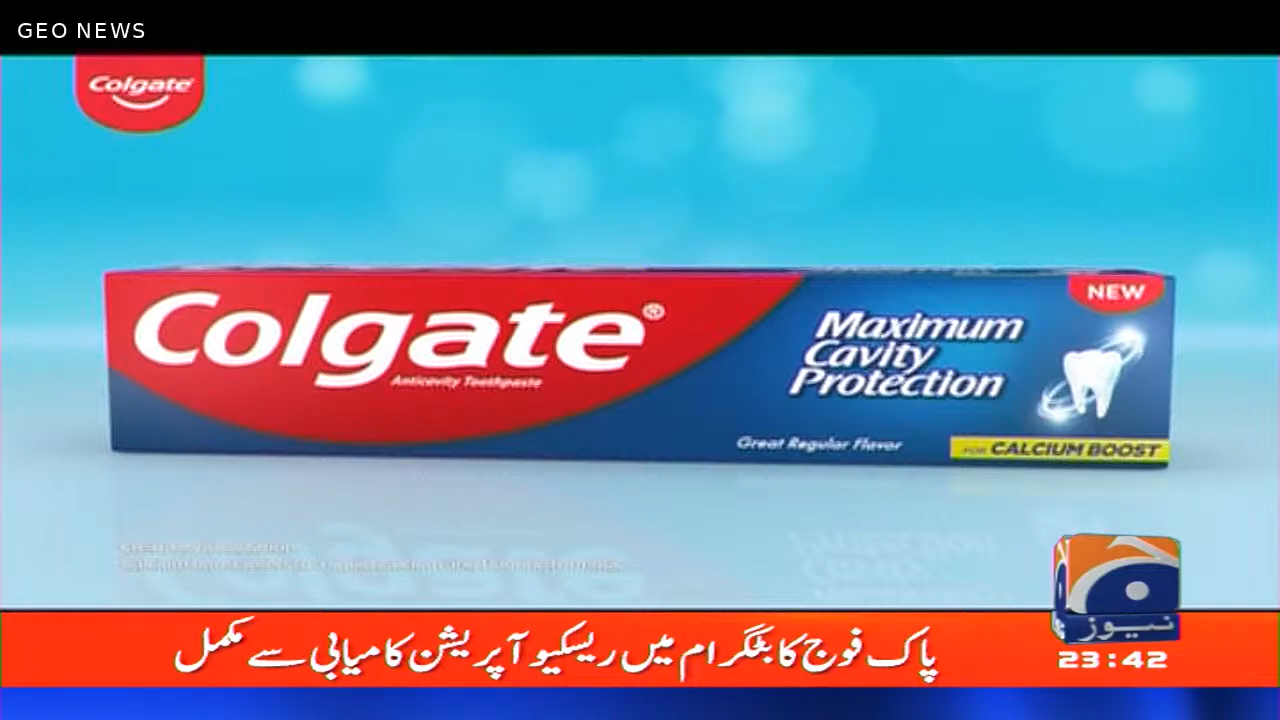 GEO NEWS
Colgate
Colgate®
Anticavity Toothpaste
NEW
Maximum
Cavity
Protection
Great Regular Flavor
CALCIUM BOOST
نیوز
پاک فوج کا بٹگرام میں ریسکیو آپریشن کامیابی سے مکمل
23:42